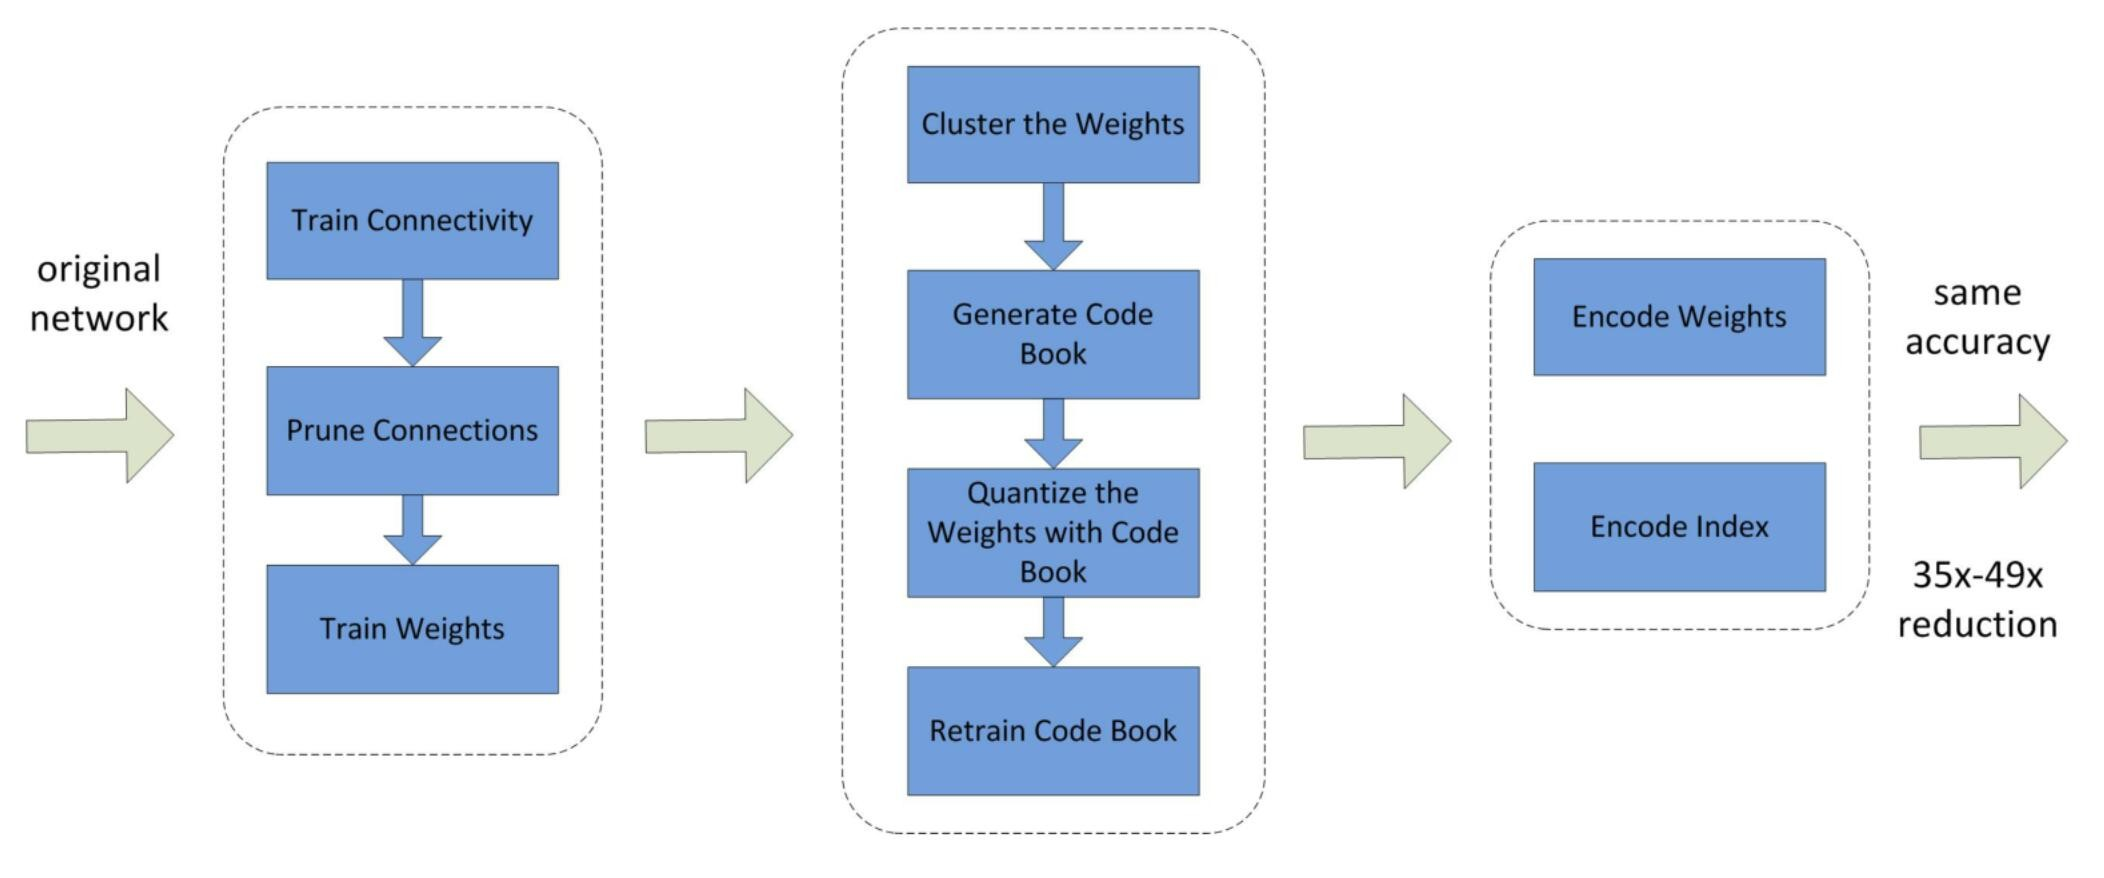 original
network
Train Connectivity
Prune Connections
Train Weights
Cluster the Weights
Generate Code
Book
Quantize the
Weights with Code
Book
Retrain Code Book
Encode Weights
Encode Index
same
accuracy
35x-49x
reduction